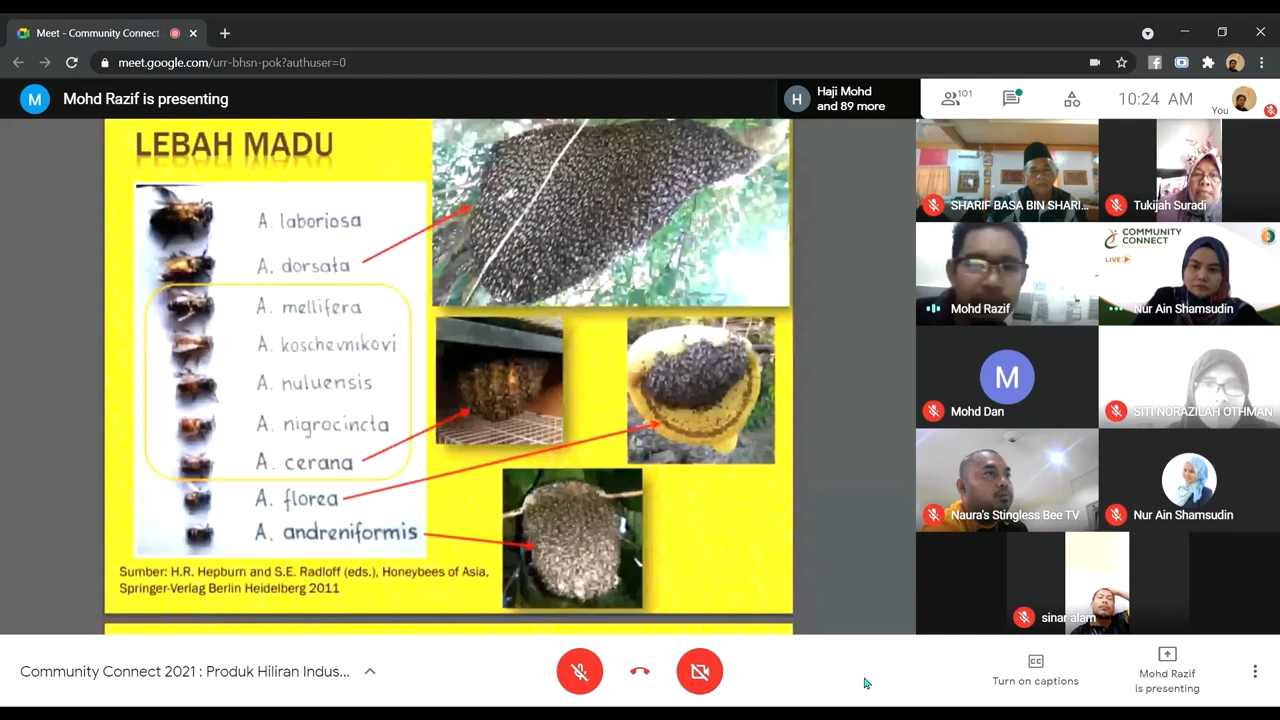 Meet - Community Connect
meet.google.com/urr-bhsn-pok?authuser=0
M
Mohd Razif is presenting
H
Haji Mohd
and 89 more
101
10:24 AM
You
LEBAH MADU
A. laboriosa
A. dorsata
A. mellifera
A. koschevnikovi
A. nuluensis
A. nigrocincta
A. cerana
A. florea
A. andreniformis
Sumber: H.R. Hepburn and S.E. Radloff (eds.), Honeybees of Asia,
Springer-Verlag Berlin Heidelberg 2011
SHARIF BASA BIN SHARI...
Tukijah Suradi
Mohd Razif
COMMUNITY
CONNECT
LIVE
Nur Ain Shamsudin
M
Mohd Dan
SITI NORAZILAH OTHMAN
Naura's Stingless Bee TV
Nur Ain Shamsudin
sinar alam
Community Connect 2021 : Produk Hiliran Indus...
CC
Turn on captions
Mohd Razif
is presenting